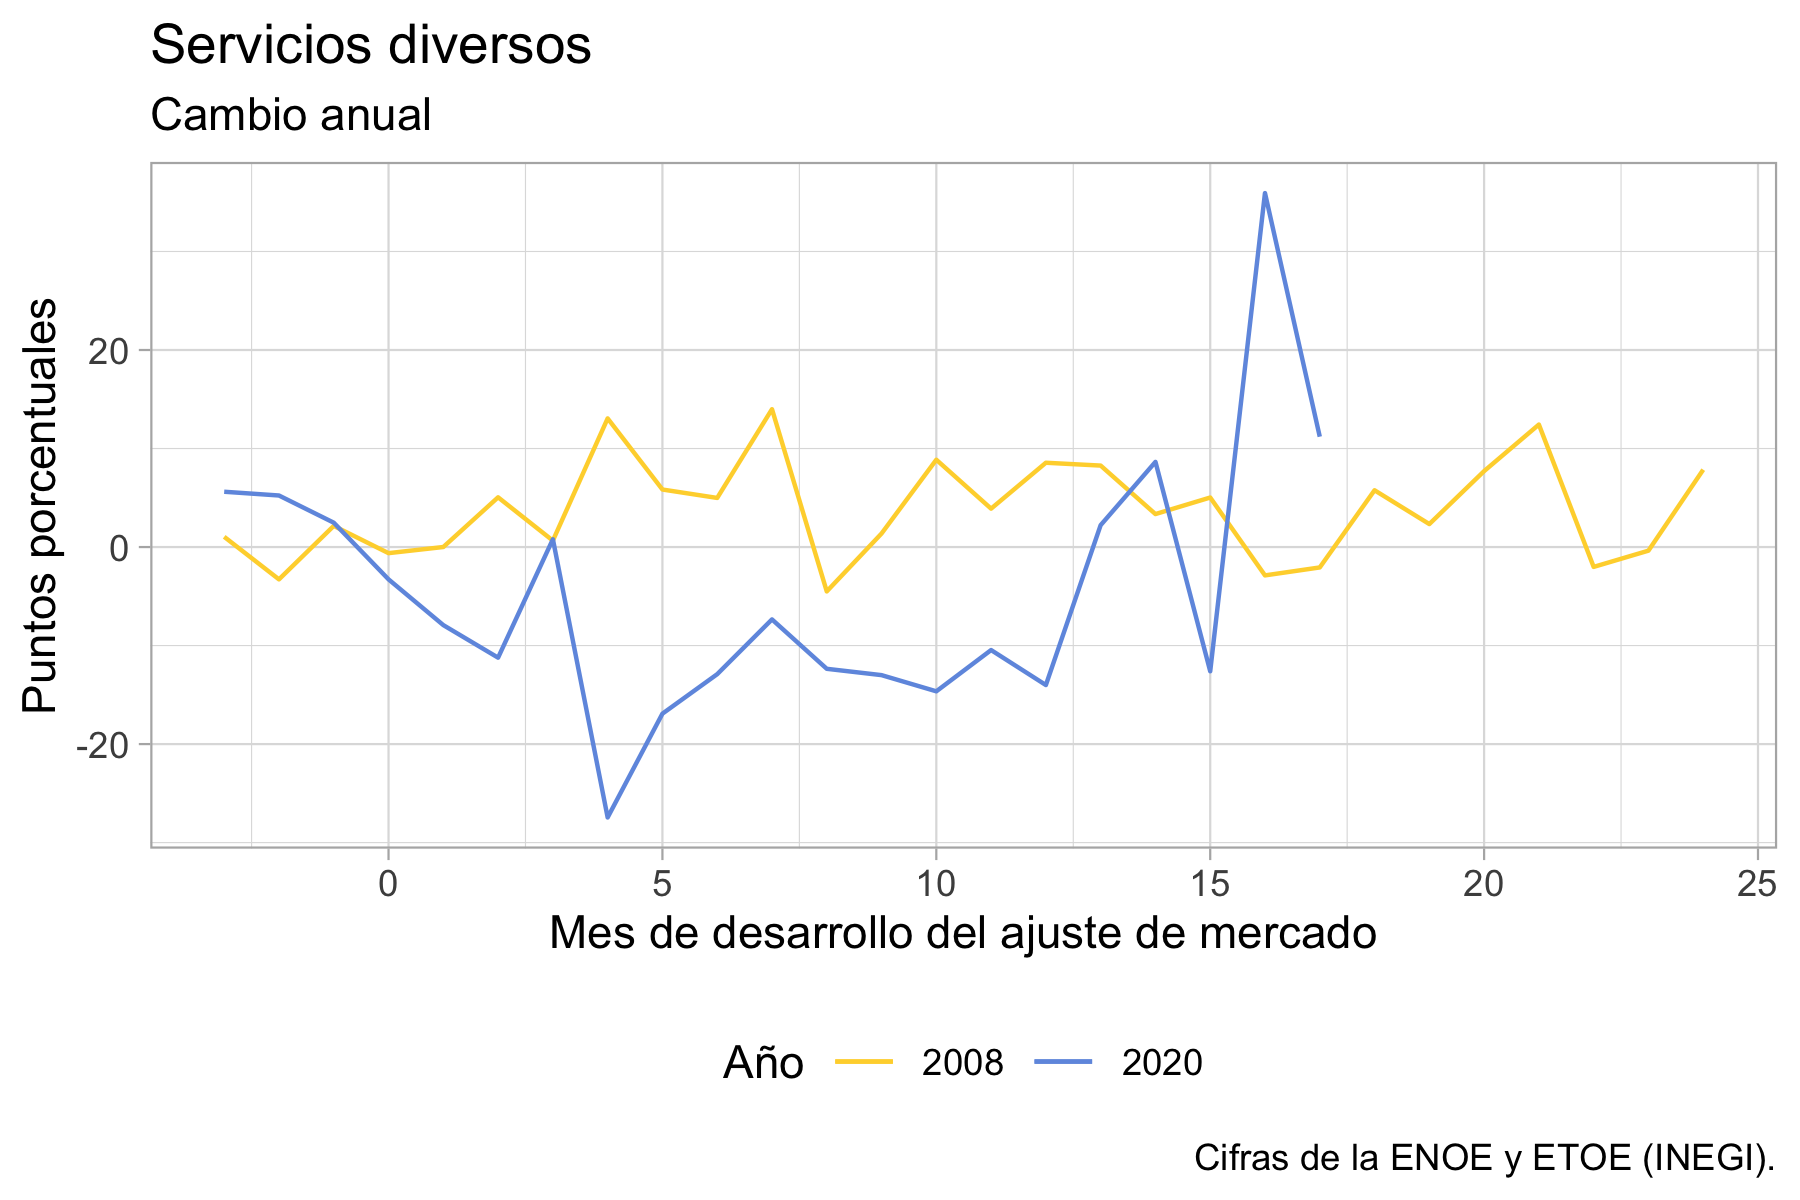 Servicios diversos
Cambio anual
Puntos porcentuales
20
0
-20
0 5 10 15 20 25
Mes de desarrollo del ajuste de mercado
Año 2008 2020
Cifras de la ENOE y ETOE (INEGI).